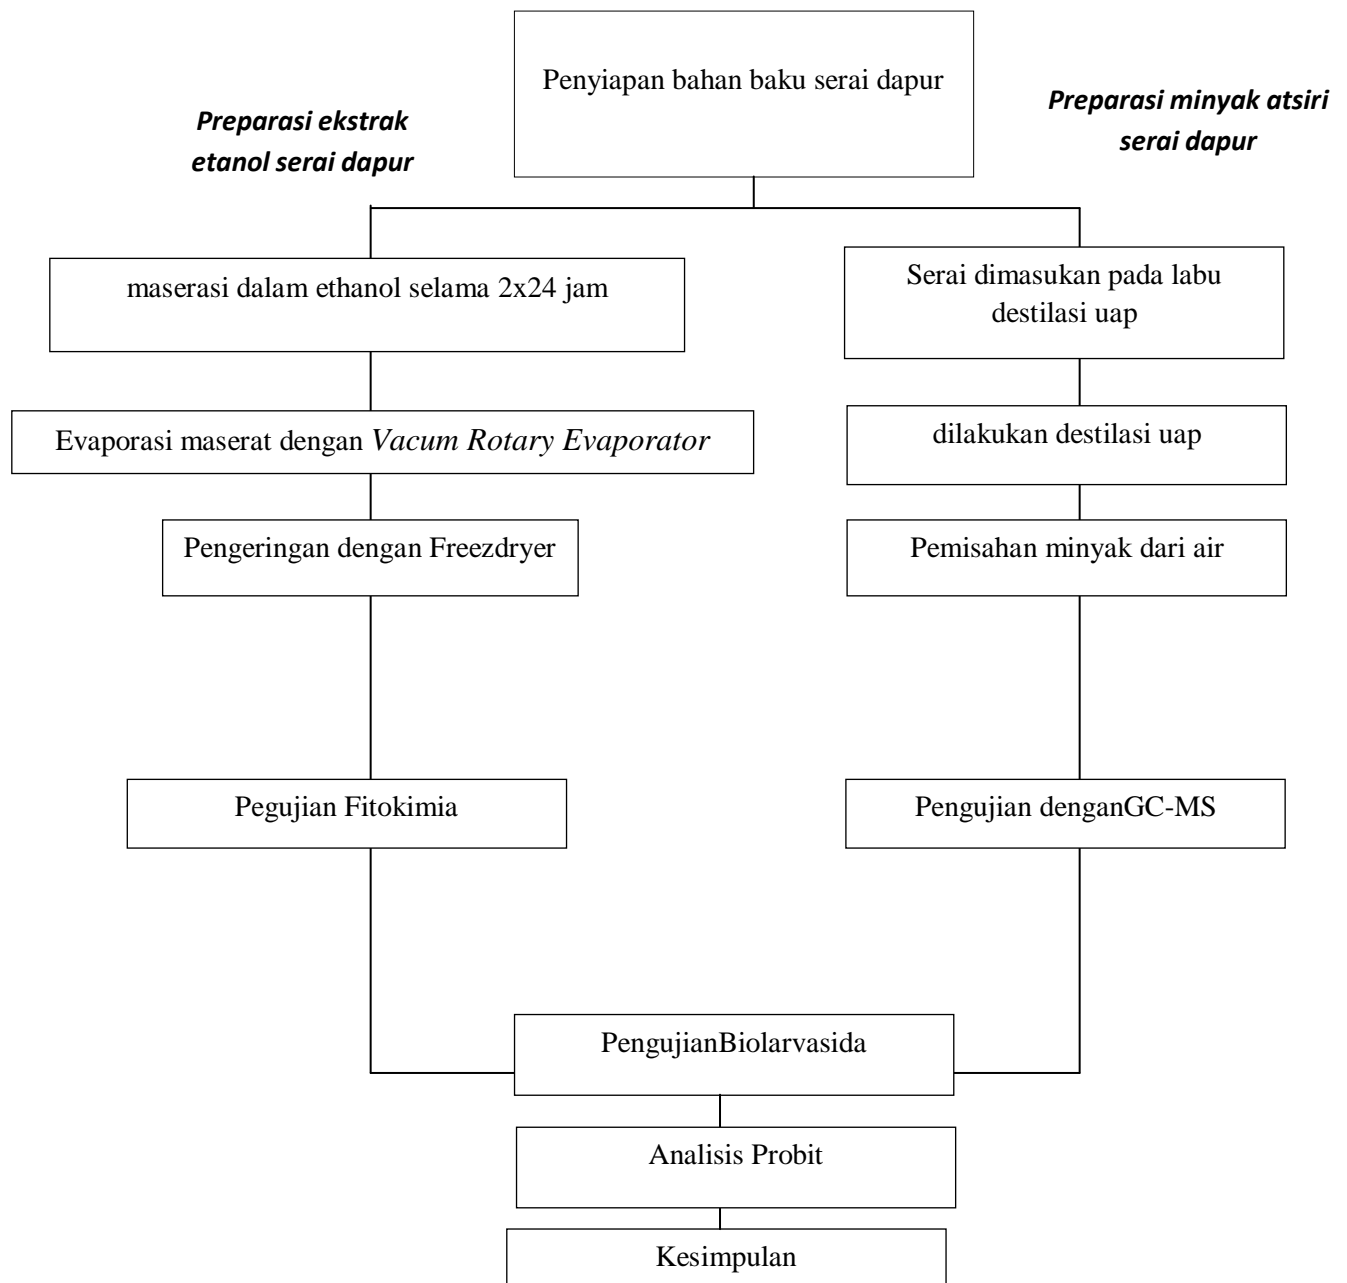 Penyiapan bahan baku serai dapur
Preparasi ekstrak
etanol serai dapur
Preparasi minyak atsiri
serai dapur
maserasi dalam ethanol selama 2x24 jam
Serai dimasukan pada labu
destilasi uap
Evaporasi maserat dengan Vacum Rotary Evaporator
dilakukan destilasi uap
Pengeringan dengan Freezdryer
Pemisahan minyak dari air
Pegujian Fitokimia
Pengujian denganGC-MS
PengujianBiolarvasida
Analisis Probit
Kesimpulan